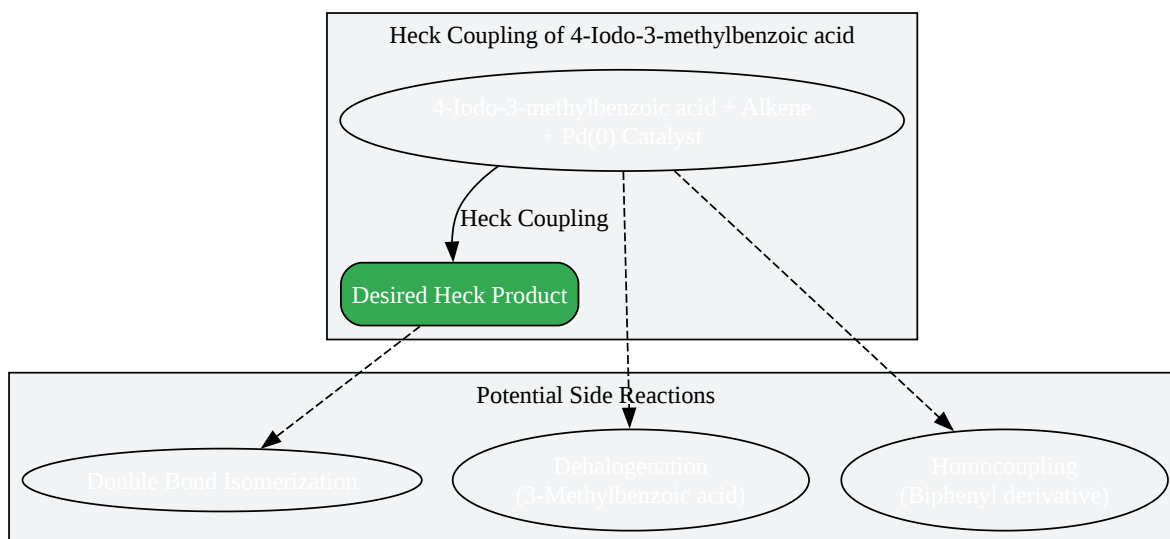 Heck Coupling of 4-Iodo-3-methylbenzoic acid
4-Iodo-3-methylbenzoic acid + Alkene
+ Pd(0) Catalyst
Heck Coupling
Desired Heck Product
Potential Side Reactions
Double Bond Isomerization
Dehalogenation
(3-Methylbenzoic acid)
Homocoupling
(Biphenyl derivative)